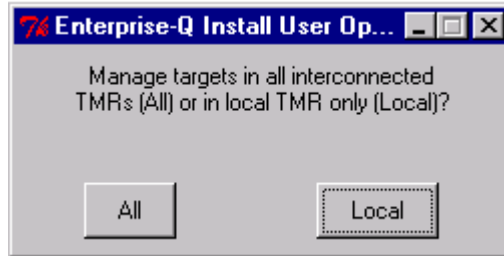 Enterprise-Q Install User Op...
Manage targets in all interconnected
TMRs (All) or in local TMR only (Local)?
All
Local